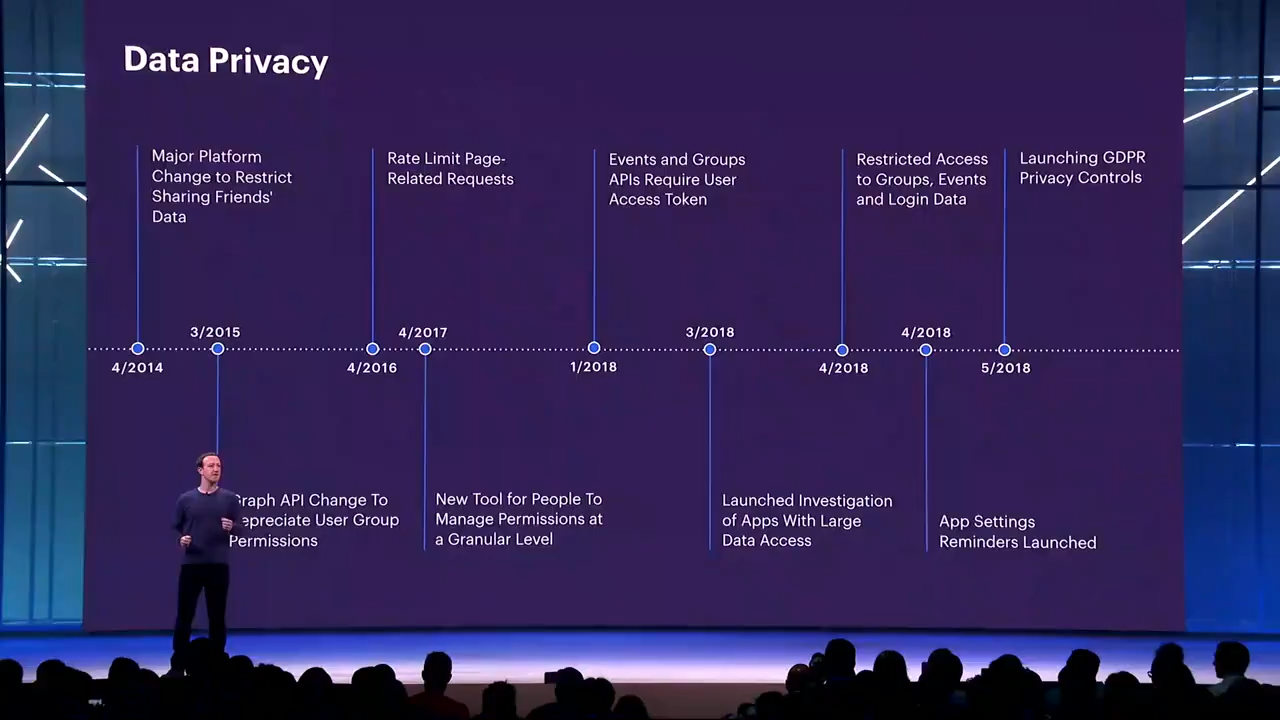 Data Privacy
Major Platform
Change to Restrict
Sharing Friends'
Data
Rate Limit Page-
Related Requests
Events and Groups
APIs Require User
Access Token
Restricted Access
to Groups, Events
and Login Data
Launching GDPR
Privacy Controls
3/2015
4/2017
3/2018
4/2018
4/2014
4/2016
1/2018
4/2018
5/2018
Graph API Change To
Depreciate User Group
Permissions
New Tool for People To
Manage Permissions at
a Granular Level
Launched Investigation
of Apps With Large
Data Access
App Settings
Reminders Launched